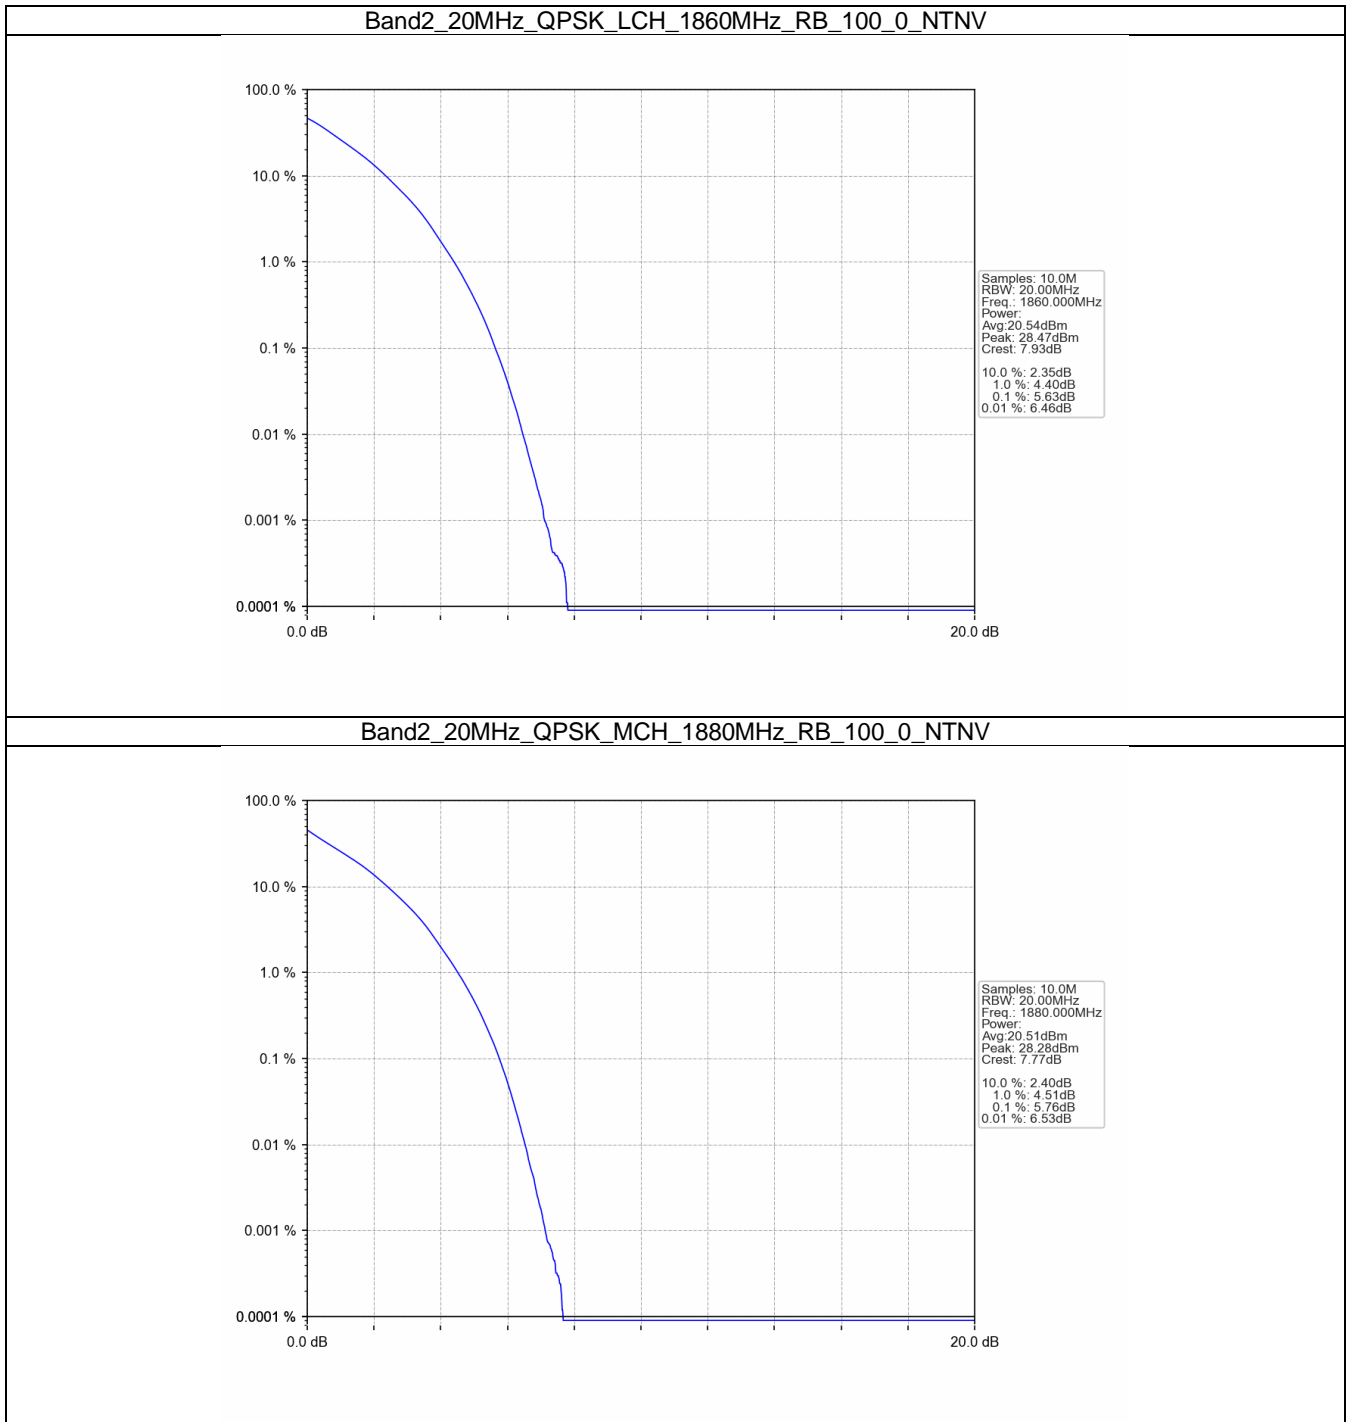 Band2_20MHz_QPSK_LCH_1860MHz_RB_100_0_NTNV
100.0 %
10.0 %
1.0 %
0.1 %
0.01 %
0.001 %
0.0001 %
0.0 dB
20.0 dB
Samples: 10.0M
RBW: 20.00MHz
Freq.: 1860.000MHz
Power:
Avg:20.54dBm
Peak: 28.47dBm
Crest: 7.93dB
10.0 %: 2.35dB
1.0 %: 4.40dB
0.1 %: 5.63dB
0.01 %: 6.46dB
Band2_20MHz_QPSK_MCH_1880MHz_RB_100_0_NTNV
100.0 %
10.0 %
1.0 %
0.1 %
0.01 %
0.001 %
0.0001 %
0.0 dB
20.0 dB
Samples: 10.0M
RBW: 20.00MHz
Freq.: 1880.000MHz
Power:
Avg:20.51dBm
Peak: 28.28dBm
Crest: 7.77dB
10.0 %: 2.40dB
1.0 %: 4.51dB
0.1 %: 5.76dB
0.01 %: 6.53dB